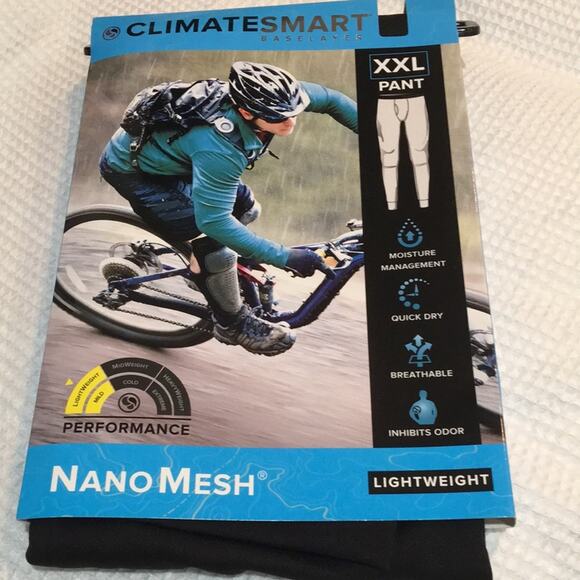 CLIMATESMART
BASELAYER
XXL
PANT
MOISTURE
MANAGEMENT
QUICK DRY
BREATHABLE
INHIBITS ODOR
LIGHTWEIGHT
MIDWEIGHT
HEAVYWEIGHT
MILD
COLD
EXTREME
PERFORMANCE
NANOMESH®
LIGHTWEIGHT